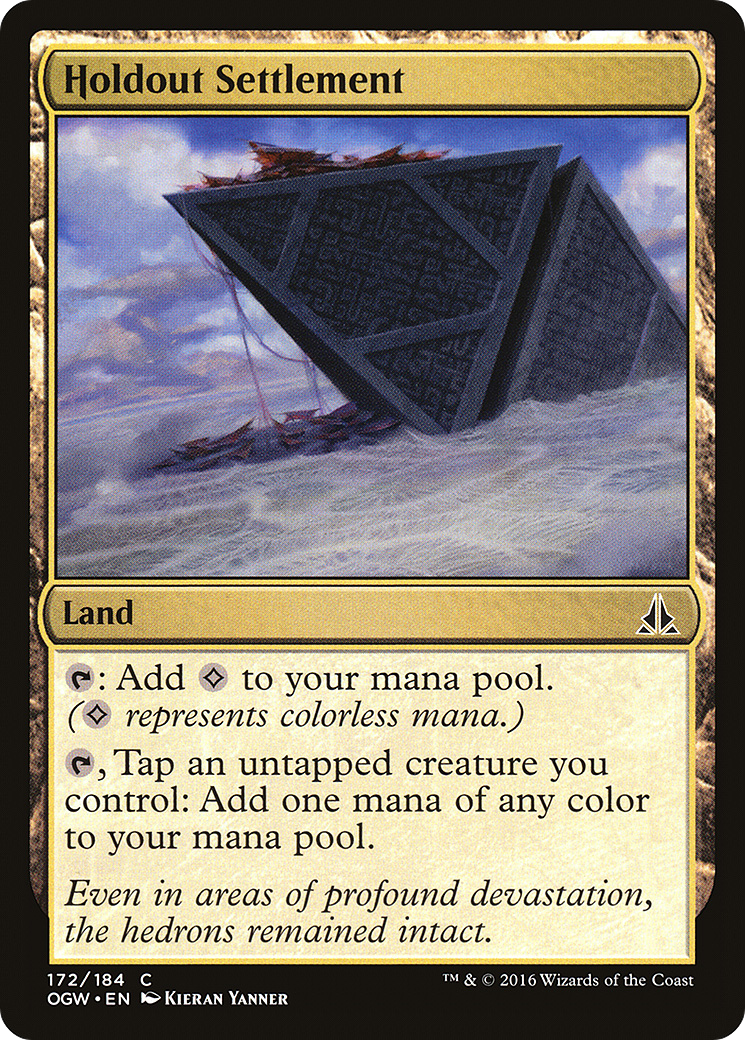 Holdout Settlement
Land
: Add to your mana pool.
( represents colorless mana.)
, Tap an untapped creature you
control: Add one mana of any color
to your mana pool.
Even in areas of profound devastation,
the hedrons remained intact.
172/184 C
OGW • EN Kieran Yanner
™ & © 2016 Wizards of the Coast